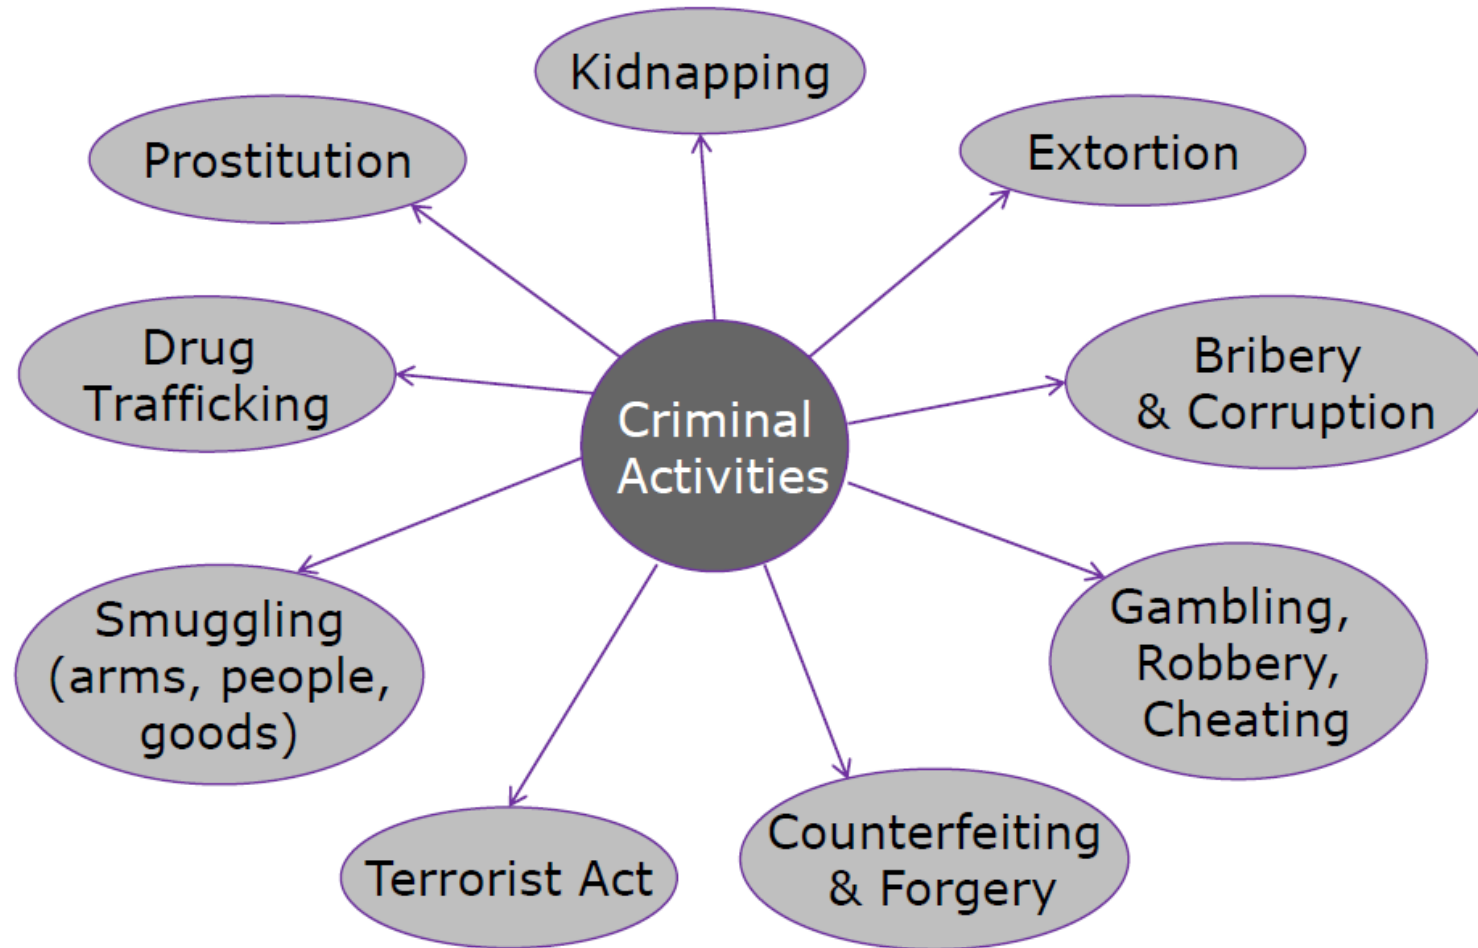 Kidnapping
Prostitution
Extortion
Drug
Trafficking
Bribery
& Corruption
Criminal
Activities
Smuggling
(arms, people,
goods)
Gambling,
Robbery,
Cheating
Terrorist Act
Counterfeiting
& Forgery